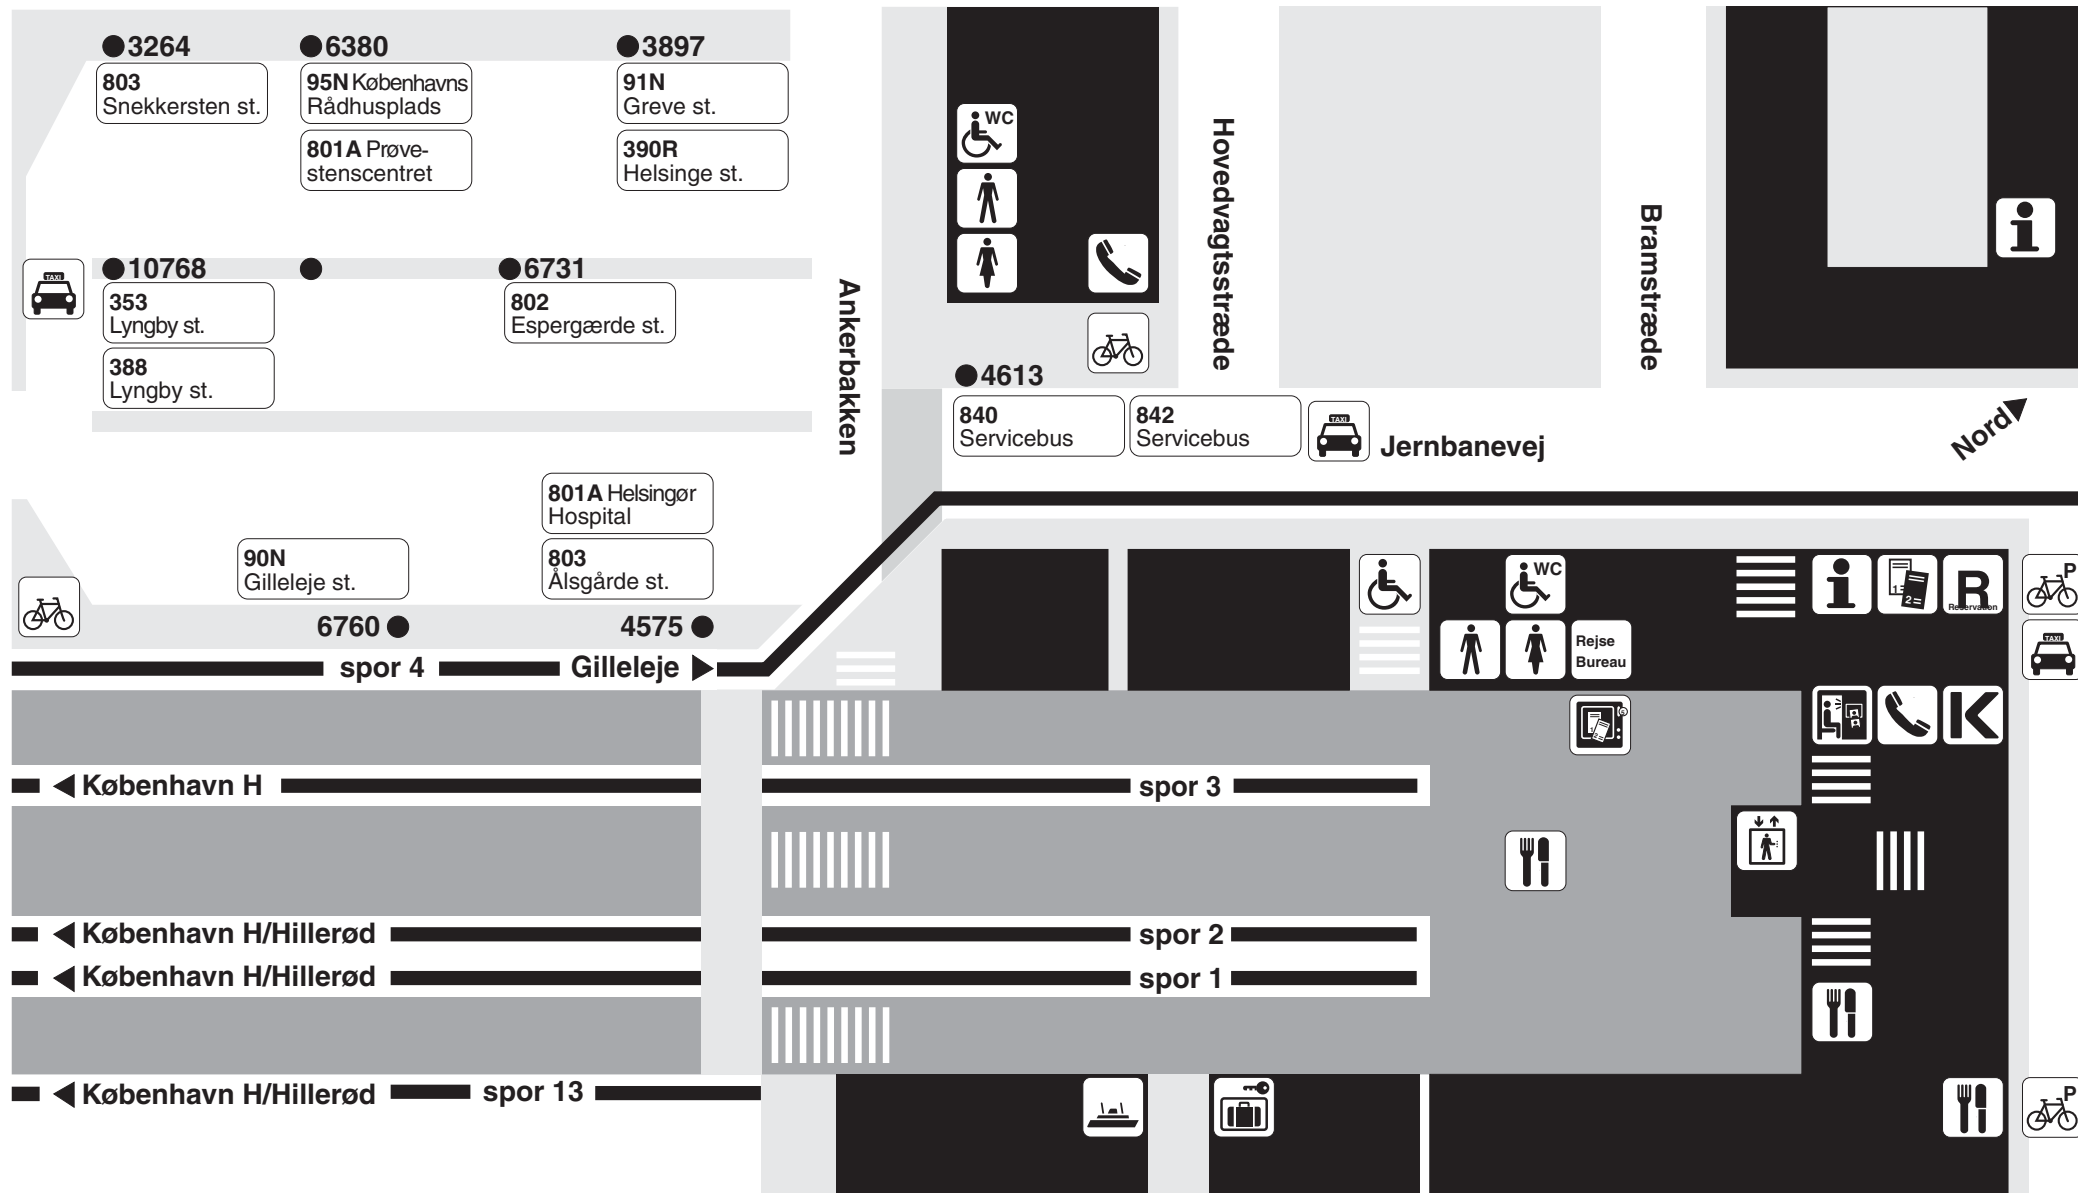 3264
803
Snekkersten st.
6380
95N Københavns
Rådhusplads
801A Prøve-
stenscentret
3897
91N
Greve st.
390R
Helsinge st.
TAXI
10768
353
Lyngby st.
388
Lyngby st.
6731
802
Espergærde st.
Ankerbakken
WC
Hovedvagtsstræde
Bramstræde
i
4613
840
Servicebus
842
Servicebus
TAXI
Jernbanevej
Nord
801A Helsingør
Hospital
90N
Gilleleje st.
803
Ålsgårde st.
6760
4575
spor 4
Gilleleje
WC
Rejse
Bureau
i
1=
2=
R
Reservation
P
TAXI
K
København H
spor 3
København H/Hillerød
spor 2
København H/Hillerød
spor 1
København H/Hillerød
spor 13
P